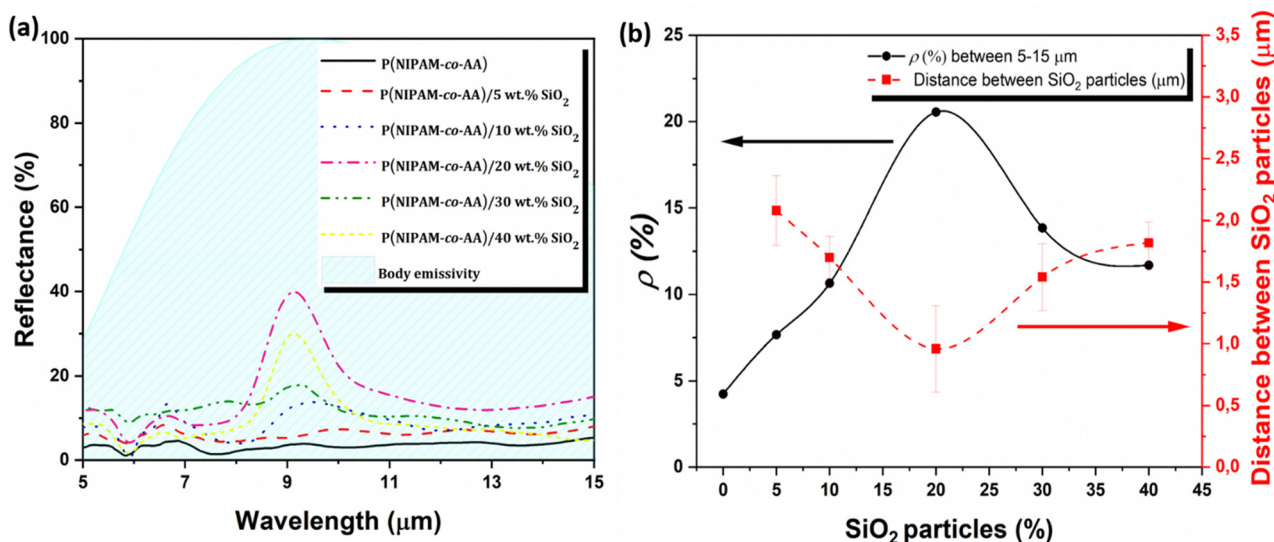 (a)
100
80
60
40
20
0
Reflectance (%)
P(NIPAM-co-AA)
P(NIPAM-co-AA)/5 wt.% SiO₂
P(NIPAM-co-AA)/10 wt.% SiO₂
P(NIPAM-co-AA)/20 wt.% SiO₂
P(NIPAM-co-AA)/30 wt.% SiO₂
P(NIPAM-co-AA)/40 wt.% SiO₂
Body emissivity
5 7 9 11 13 15
Wavelength (μm)
(b)
25
20
15
10
5
0
ρ (%)
ρ (%) between 5-15 μm
Distance between SiO₂ particles (μm)
3,5
3,0
2,5
2,0
1,5
1,0
0,5
0,0
Distance between SiO₂ particles (μm)
0 5 10 15 20 25 30 35 40 45
SiO₂ particles (%)